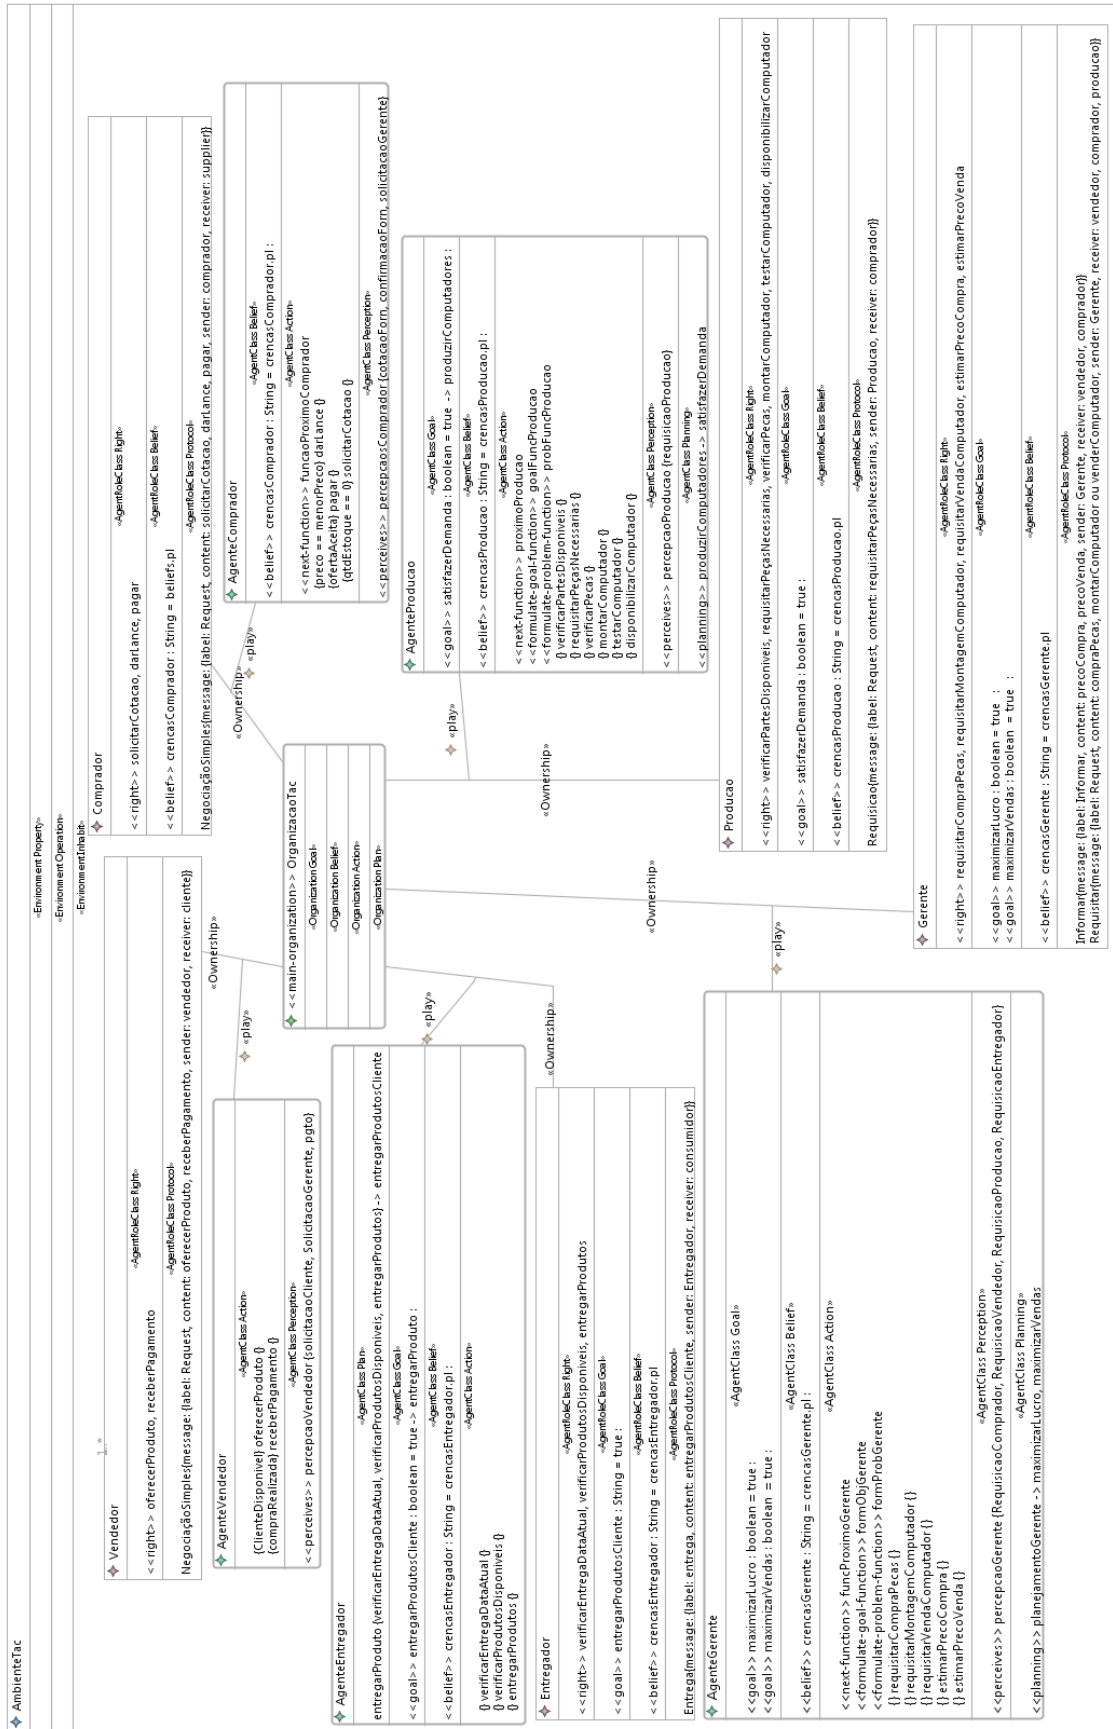 AmbienteTac
«Environment Property»
«Environment Operation»
«Environment Inhabit»
1..*
Vendedor
«AgentRoleClass Right»
<<right>> oferecerProduto, receberPagamento
«AgentRoleClass Protocol»
NegociaçãoSimples{message: {label: Request, content: oferecerProduto, receberPagamento, sender: vendedor, receiver: cliente}}
Comprador
«AgentRoleClass Right»
<<right>> solicitarCotacao, darLance, pagar
«AgentRoleClass Belief»
<<belief>> crencasComprador : String = beliefs.pl
«AgentRoleClass Protocol»
NegociaçãoSimples{message: {label: Request, content: solicitarCotacao, darLance, pagar, sender: comprador, receiver: supplier}}
«Ownership»
«play»
«Ownership»
«play»
AgenteVendedor
«AgentClass Action»
{ClienteDisponivel} oferecerProduto {}
{compraRealizada} receberPagamento {}
«AgentClass Perception»
<<perceives>> percepcaoVendedor {solicitacaoCliente, SolicitacaoGerente, pgto}
AgenteComprador
«AgentClass Belief»
<<belief>> crencasComprador : String = crencasComprador.pl :
«AgentClass Action»
<<next-function>> funcaoProximoComprador
{preco == menorPreco} darLance {}
{ofertaAceita} pagar {}
{qtdEstoque == 0} solicitarCotacao {}
«AgentClass Perception»
<<perceives>> percepcaosComprador {cotacaoForn, confirmacaoForn, solicitacaoGerente}
<<main-organization>> OrganizacaoTac
«Organization Goal»
«Organization Belief»
«Organization Action»
«Organization Plan»
AgenteEntregador
«AgentClass Plan»
entregarProduto {verificarEntregaDataAtual, verificarProdutosDisponiveis, entregarProdutos} -> entregarProdutosCliente
«AgentClass Goal»
<<goal>> entregarProdutosCliente : boolean = true -> entregarProduto :
«AgentClass Belief»
<<belief>> crencasEntregador : String = crencasEntregador.pl :
«AgentClass Action»
{} verificarEntregaDataAtual {}
{} verificarProdutosDisponiveis {}
{} entregarProdutos {}
«play»
«Ownership»
AgenteProducao
«AgentClass Goal»
<<goal>> satisfazerDemanda : boolean = true -> produzirComputadores :
«AgentClass Belief»
<<belief>> crencasProducao : String = crencasProducao.pl :
«AgentClass Action»
<<next-function>> proximoProducao
<<formulate-goal-function>> goalFuncProducao
<<formulate-problem-function>> probFuncProducao
{} verificarPartesDisponiveis {}
{} requisitarPeçasNecessarias {}
{} verificarPecas {}
{} montarComputador {}
{} testarComputador {}
{} disponibilizarComputador {}
«AgentClass Perception»
<<perceives>> percepcaoProducao {requisicaoProducao}
«AgentClass Planning»
<<planning>> produzirComputadores -> satisfazerDemanda
«play»
«Ownership»
Entregador
«AgentRoleClass Right»
<<right>> verificarEntregaDataAtual, verificarProdutosDisponiveis, entregarProdutos
«AgentRoleClass Goal»
<<goal>> entregarProdutosCliente : String = true :
«AgentRoleClass Belief»
<<belief>> crencasEntregador : String = crencasEntregador.pl
«AgentRoleClass Protocol»
Entrega{message: {label: entrega, content: entregarProdutosCliente, sender: Entregador, receiver: consumidor}}
«Ownership»
«play»
Producao
«AgentRoleClass Right»
<<right>> verificarPartesDisponiveis, requisitarPeçasNecessarias, verificarPecas, montarComputador, testarComputador, disponibilizarComputador
«AgentRoleClass Goal»
<<goal>> satisfazerDemanda : boolean = true :
«AgentRoleClass Belief»
<<belief>> crencasProducao : String = crencasProducao.pl
«AgentRoleClass Protocol»
Requisicao{message: {label: Request, content: requisitarPeçasNecessarias, sender: Producao, receiver: comprador}}
AgenteGerente
«AgentClass Goal»
<<goal>> maximizarLucro : boolean = true :
<<goal>> maximizarVendas : boolean = true :
«AgentClass Belief»
<<belief>> crencasGerente : String = crencasGerente.pl :
«AgentClass Action»
<<next-function>> funcProximoGerente
<<formulate-goal-function>> formObjGerente
<<formulate-problem-function>> formProbGerente
{} requisitarCompraPecas {}
{} requisitarMontagemComputador {}
{} requisitarVendaComputador {}
{} estimarPrecoCompra {}
{} estimarPrecoVenda {}
«AgentClass Perception»
<<perceives>> percepcaoGerente {RequisicaoComprador, RequisicaoVendedor, RequisicaoProducao, RequisicaoEntregador}
«AgentClass Planning»
<<planning>> planejamentoGerente -> maximizarLucro, maximizarVendas
Gerente
«AgentRoleClass Right»
<<right>> requisitarCompraPecas, requisitarMontagemComputador, requisitarVendaComputador, estimarPrecoCompra, estimarPrecoVenda
«AgentRoleClass Goal»
<<goal>> maximizarLucro : boolean = true :
<<goal>> maximizarVendas : boolean = true :
«AgentRoleClass Belief»
<<belief>> crencasGerente : String = crencasGerente.pl
«AgentRoleClass Protocol»
Informar{message: {label: Informar, content: precoCompra, precoVenda, sender: Gerente, receiver: vendedor, comprador}}
Requisitar{message: {label: Request, content: compraPecas, montarComputador ou venderComputador, sender: Gerente, receiver: vendedor, comprador, producao}}